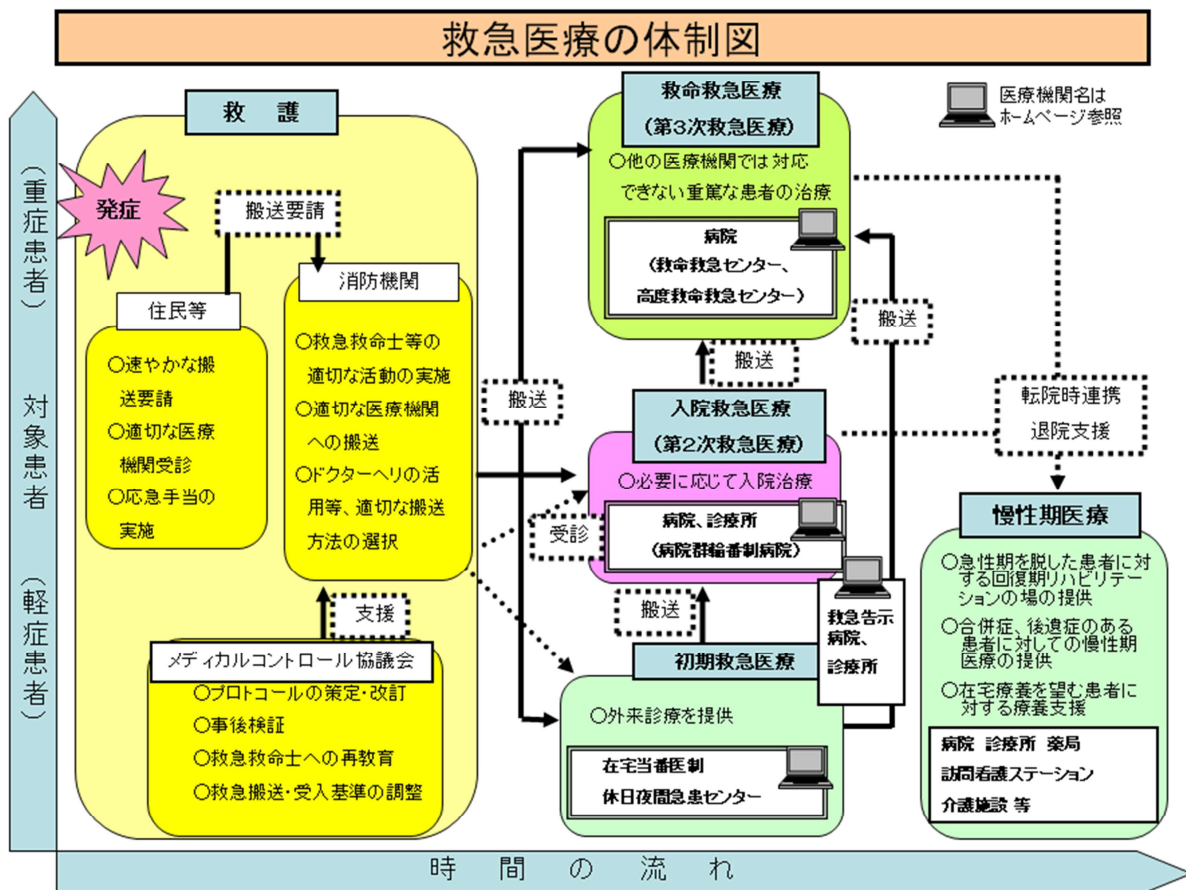 救急医療の体制図
医療機関名は
ホームページ参照
(重症患者)
対象患者
(軽症患者)
救 護
発症
搬送要請
住民等
○速やかな搬
送要請
○適切な医療
機関受診
○応急手当の
実施
消防機関
○救急救命士等の
適切な活動の実施
○適切な医療機関
への搬送
○ドクターヘリの活
用等、適切な搬送
方法の選択
支援
メディカルコントロール協議会
○プロトコールの策定・改訂
○事後検証
○救急救命士への再教育
○救急搬送・受入基準の調整
搬送
受診
救命救急医療
(第3次救急医療)
○他の医療機関では対応
できない重篤な患者の治療
病院
(救命救急センター、
高度救命救急センター)
搬送
入院救急医療
(第2次救急医療)
○必要に応じて入院治療
病院、診療所
(病院群輪番制病院)
搬送
初期救急医療
○外来診療を提供
在宅当番医制
休日夜間急患センター
搬送
救急告示
病院、
診療所
転院時連携
退院支援
慢性期医療
○急性期を脱した患者に対
する回復期リハビリテー
ションの場の提供
○合併症、後遺症のある
患者に対しての慢性期
医療の提供
○在宅療養を望む患者に
対する療養支援
病院 診療所 薬局
訪問看護ステーション
介護施設 等
時 間 の 流 れ